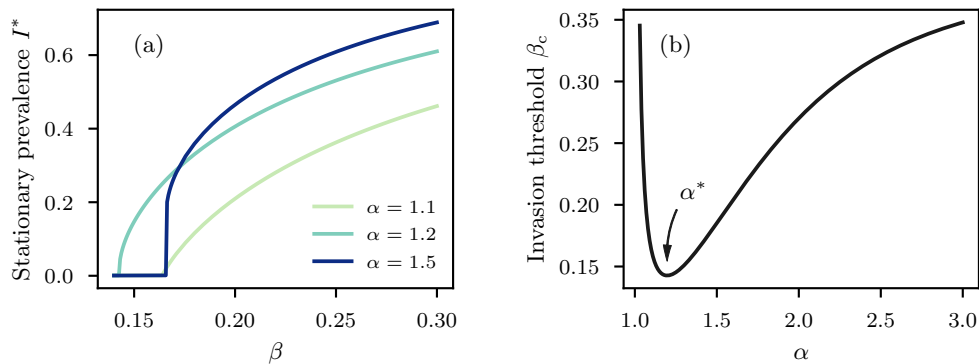 (a)
Stationary prevalence I*
0.6
0.4
0.2
0.0
α = 1.1
α = 1.2
α = 1.5
0.15 0.20 0.25 0.30
β
(b)
Invasion threshold β_c
0.35
0.30
0.25
0.20
0.15
α*
1.0 1.5 2.0 2.5 3.0
α